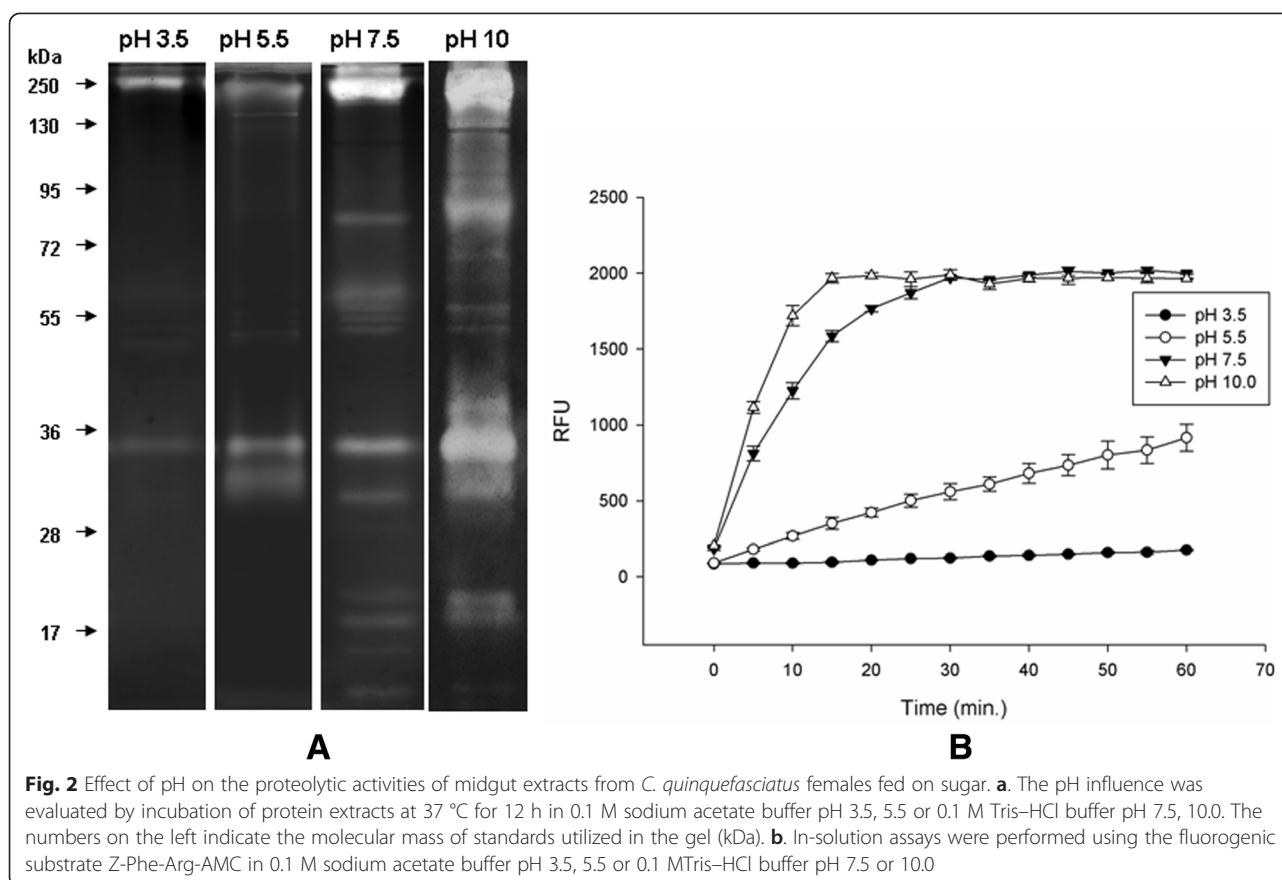 pH 3.5 pH 5.5 pH 7.5 pH 10
kDa
250
130
95
72
55
36
28
17
A
2500
2000
1500
1000
500
0
RFU
pH 3.5
pH 5.5
pH 7.5
pH 10.0
0 10 20 30 40 50 60 70
Time (min.)
B
Fig. 2 Effect of pH on the proteolytic activities of midgut extracts from C. quinquefasciatus females fed on sugar. a. The pH influence was
evaluated by incubation of protein extracts at 37 °C for 12 h in 0.1 M sodium acetate buffer pH 3.5, 5.5 or 0.1 M Tris–HCl buffer pH 7.5, 10.0. The
numbers on the left indicate the molecular mass of standards utilized in the gel (kDa). b. In-solution assays were performed using the fluorogenic
substrate Z-Phe-Arg-AMC in 0.1 M sodium acetate buffer pH 3.5, 5.5 or 0.1 MTris–HCl buffer pH 7.5 or 10.0